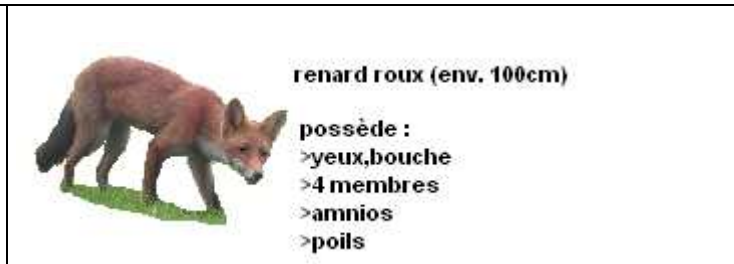 renard roux (env. 100cm)
possède :
>yeux,bouche
>4 membres
>amnios
>poils